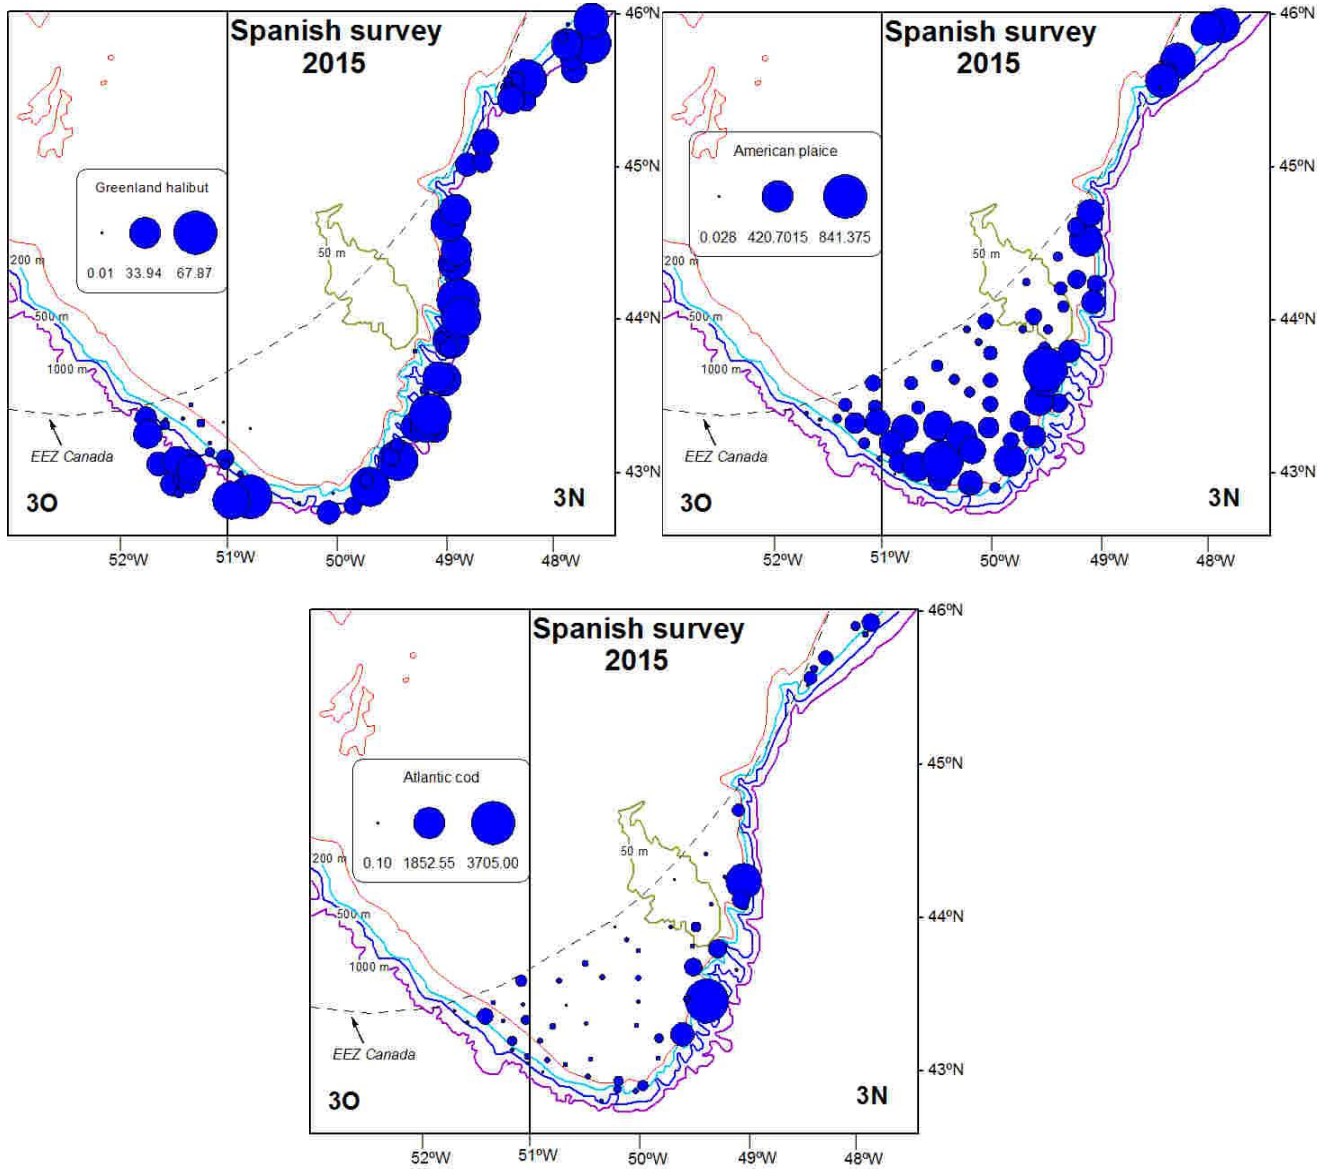 Spanish survey
2015
46ºN
Greenland halibut
0.01 33.94 67.87
45ºN
50 m
200 m
500 m
44ºN
1000 m
EEZ Canada
43ºN
3O
3N
52ºW 51ºW 50ºW 49ºW 48ºW
Spanish survey
2015
46ºN
American plaice
0.028 420.7015 841.375
45ºN
50 m
200 m
500 m
44ºN
1000 m
EEZ Canada
43ºN
3O
3N
52ºW 51ºW 50ºW 49ºW 48ºW
Spanish survey
2015
46ºN
Atlantic cod
0.10 1852.55 3705.00
45ºN
50 m
200 m
500 m
44ºN
1000 m
EEZ Canada
43ºN
3O
3N
52ºW 51ºW 50ºW 49ºW 48ºW